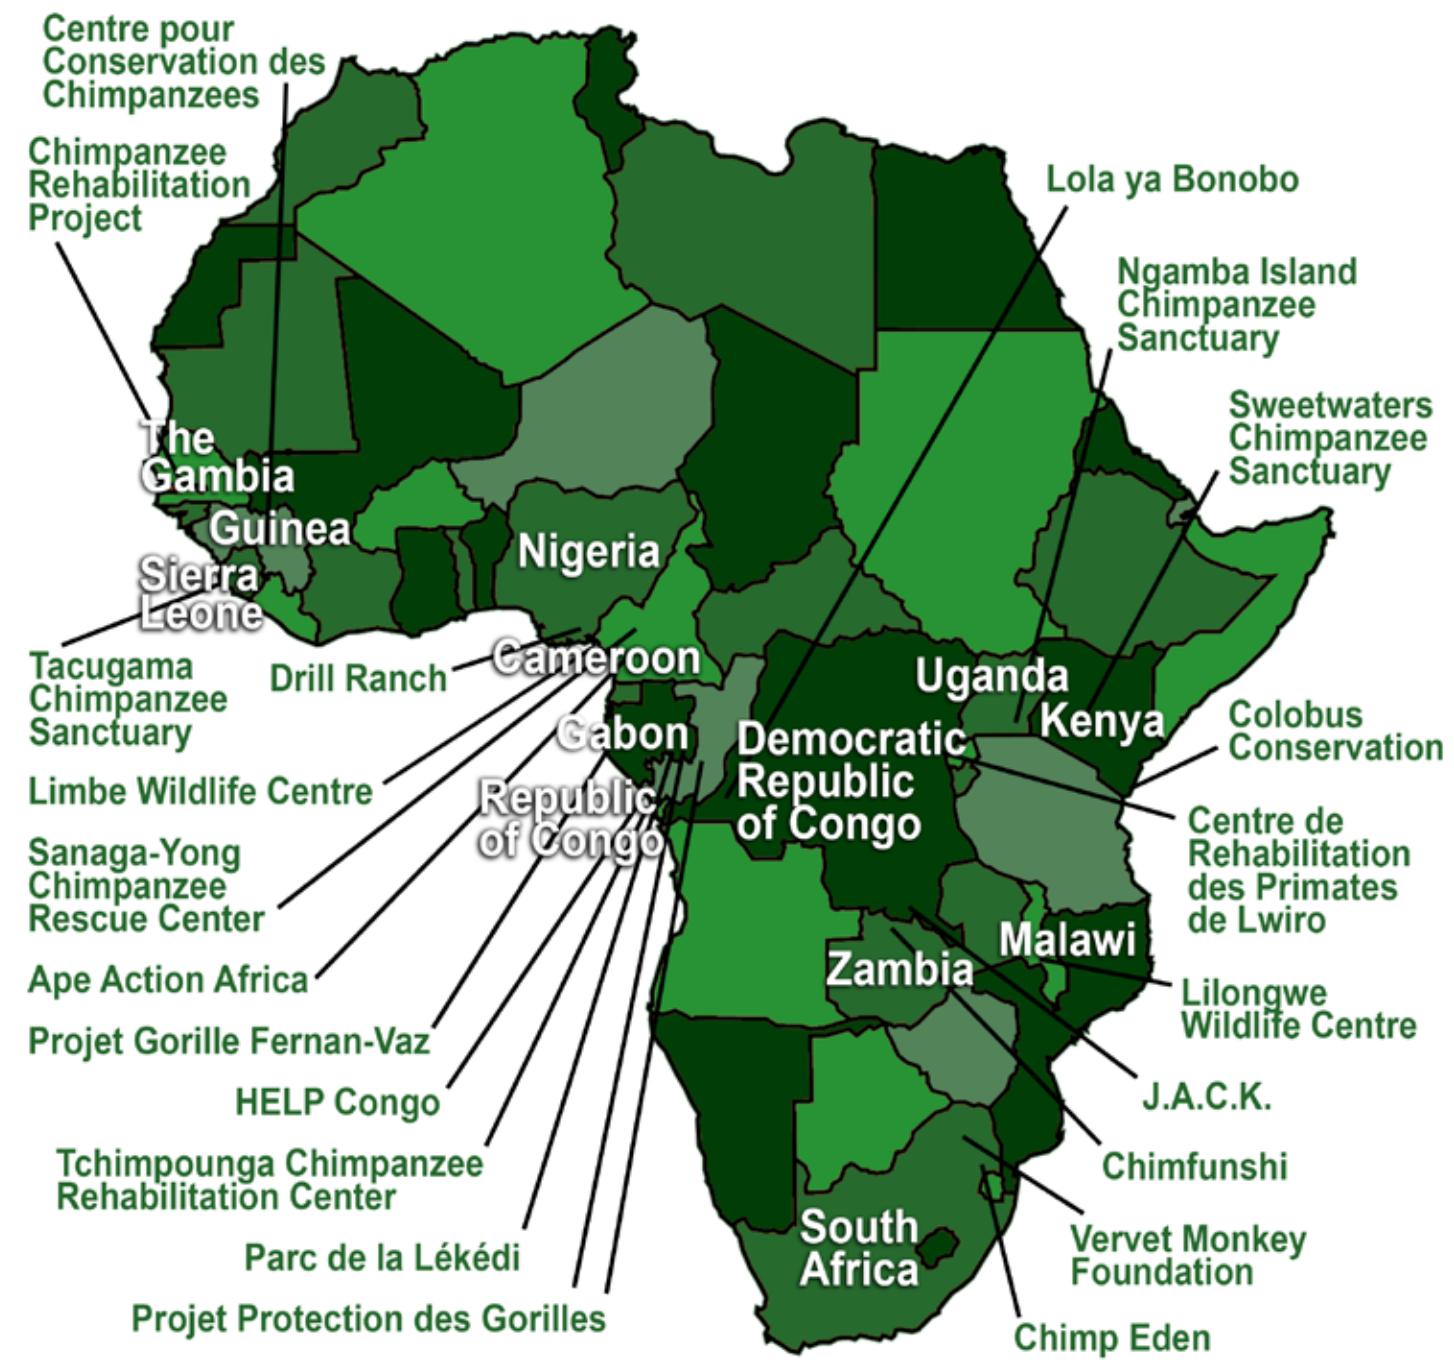 Centre pour
Conservation des
Chimpanzees
Chimpanzee
Rehabilitation
Project
Lola ya Bonobo
Ngamba Island
Chimpanzee
Sanctuary
Sweetwaters
Chimpanzee
Sanctuary
The
Gambia
Guinea
Nigeria
Sierra
Leone
Tacugama
Chimpanzee
Sanctuary
Drill Ranch
Cameroon
Uganda
Kenya
Gabon
Democratic
Republic
of Congo
Republic
of Congo
Colobus
Conservation
Limbe Wildlife Centre
Centre de
Rehabilitation
des Primates
de Lwiro
Sanaga-Yong
Chimpanzee
Rescue Center
Malawi
Zambia
Ape Action Africa
Lilongwe
Wildlife Centre
Projet Gorille Fernan-Vaz
HELP Congo
J.A.C.K.
Tchimpounga Chimpanzee
Rehabilitation Center
Chimfunshi
Parc de la Lékédi
South
Africa
Vervet Monkey
Foundation
Projet Protection des Gorilles
Chimp Eden